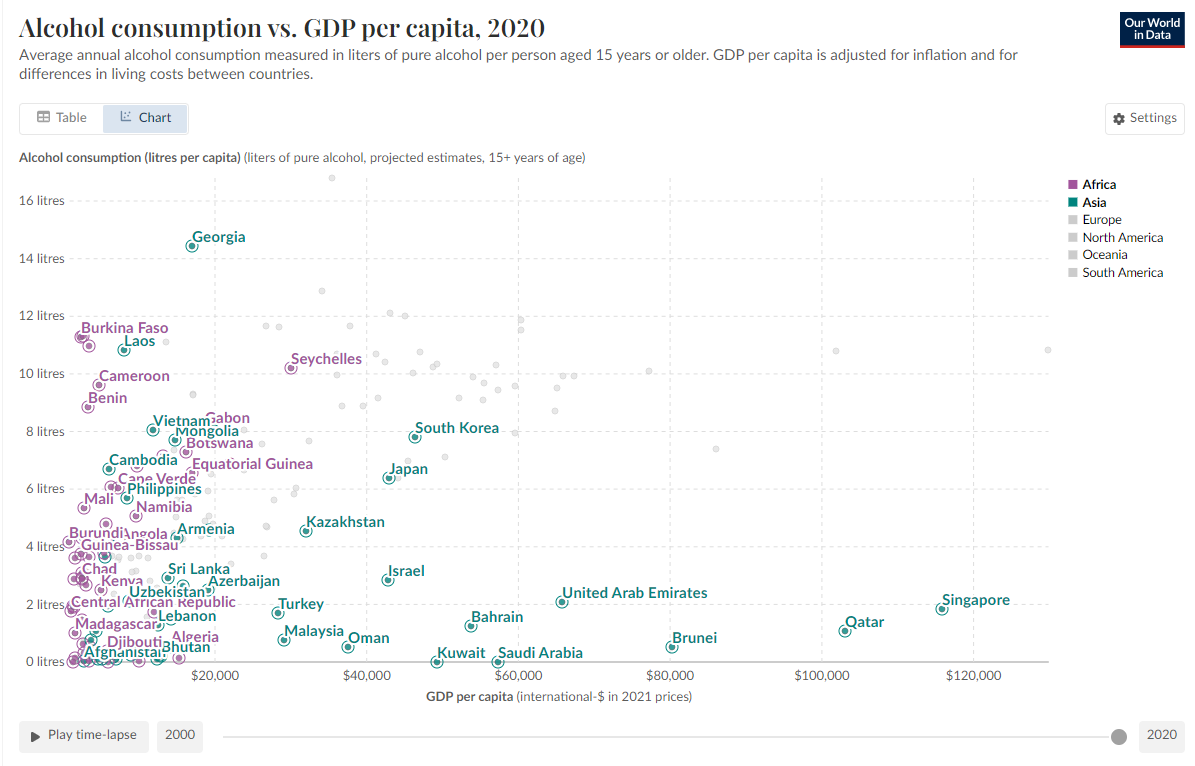 Alcohol consumption vs. GDP per capita, 2020
Our World
in Data
Average annual alcohol consumption measured in liters of pure alcohol per person aged 15 years or older. GDP per capita is adjusted for inflation and for
differences in living costs between countries.
Table
Chart
Settings
Alcohol consumption (litres per capita) (liters of pure alcohol, projected estimates, 15+ years of age)
16 litres
14 litres
12 litres
10 litres
8 litres
6 litres
4 litres
2 litres
0 litres
Georgia
Burkina Faso
Laos
Seychelles
Cameroon
Benin
Gabon
Vietnam
South Korea
Mongolia
Botswana
Cambodia
Equatorial Guinea
Japan
Cape Verde
Philippines
Mali
Namibia
Kazakhstan
Armenia
Burundi
Angola
Guinea-Bissau
Chad
Sri Lanka
Israel
Kenya
Azerbaijan
Uzbekistan
United Arab Emirates
Central African Republic
Turkey
Singapore
Lebanon
Bahrain
Madagascar
Qatar
Malaysia
Algeria
Oman
Brunei
Djibouti
Bhutan
Afghanistan
Kuwait
Saudi Arabia
$20,000
$40,000
$60,000
$80,000
$100,000
$120,000
GDP per capita (international-$ in 2021 prices)
Africa
Asia
Europe
North America
Oceania
South America
Play time-lapse
2000
2020